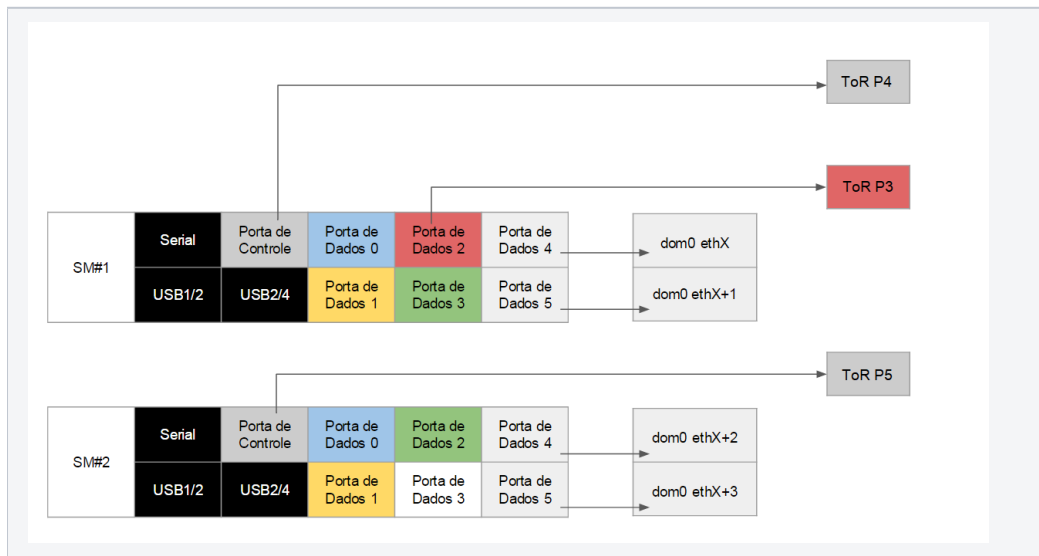 ToR P4
ToR P3
SM#1
Serial
Porta de
Controle
Porta de
Dados 0
Porta de
Dados 2
Porta de
Dados 4
dom0 ethX
USB1/2
USB2/4
Porta de
Dados 1
Porta de
Dados 3
Porta de
Dados 5
dom0 ethX+1
ToR P5
SM#2
Serial
Porta de
Controle
Porta de
Dados 0
Porta de
Dados 2
Porta de
Dados 4
dom0 ethX+2
USB1/2
USB2/4
Porta de
Dados 1
Porta de
Dados 3
Porta de
Dados 5
dom0 ethX+3